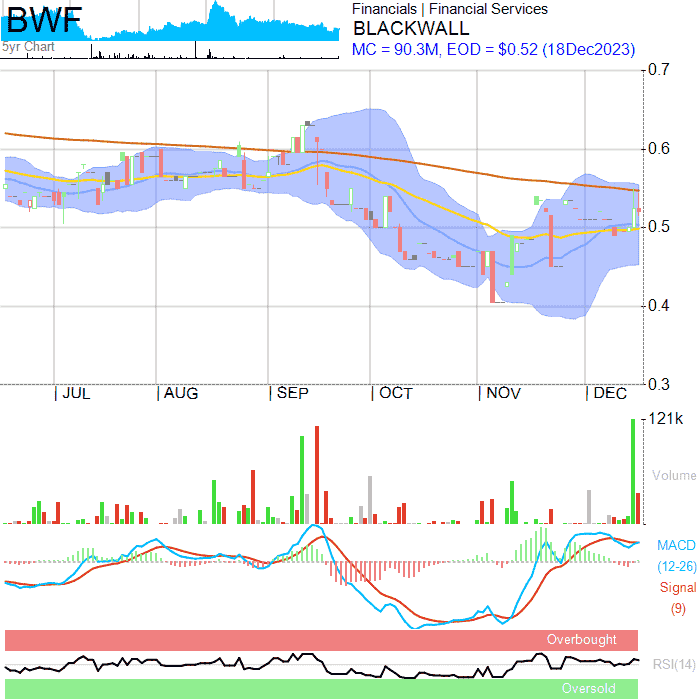 BWF
5yr Chart
Financials | Financial Services
BLACKWALL
MC = 90.3M, EOD = $0.52 (18Dec2023)
0.7
0.6
0.5
0.4
0.3
JUL
AUG
SEP
OCT
NOV
DEC
121k
Volume
MACD
(12-26)
Signal
(9)
Overbought
RSI(14)
Oversold